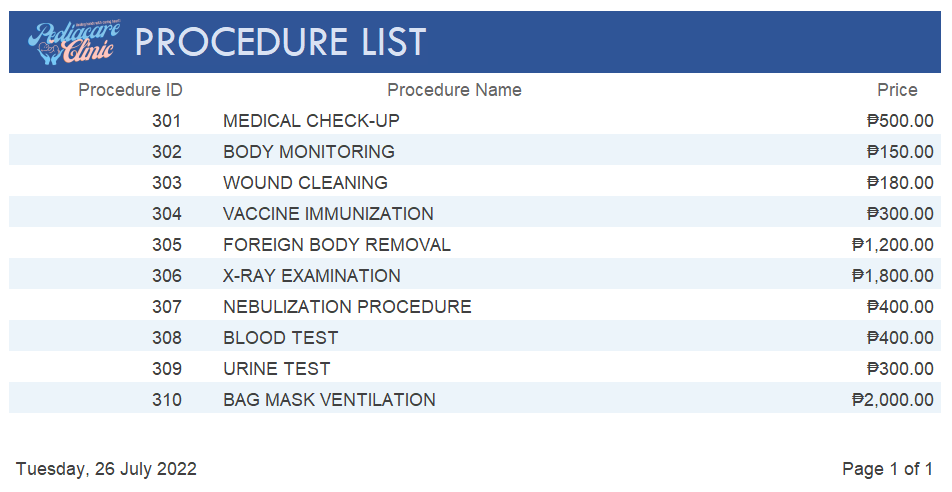 Pediacare
Clinic
PROCEDURE LIST
Procedure ID Procedure Name Price
301 MEDICAL CHECK-UP ₱500.00
302 BODY MONITORING ₱150.00
303 WOUND CLEANING ₱180.00
304 VACCINE IMMUNIZATION ₱300.00
305 FOREIGN BODY REMOVAL ₱1,200.00
306 X-RAY EXAMINATION ₱1,800.00
307 NEBULIZATION PROCEDURE ₱400.00
308 BLOOD TEST ₱400.00
309 URINE TEST ₱300.00
310 BAG MASK VENTILATION ₱2,000.00
Tuesday, 26 July 2022 Page 1 of 1